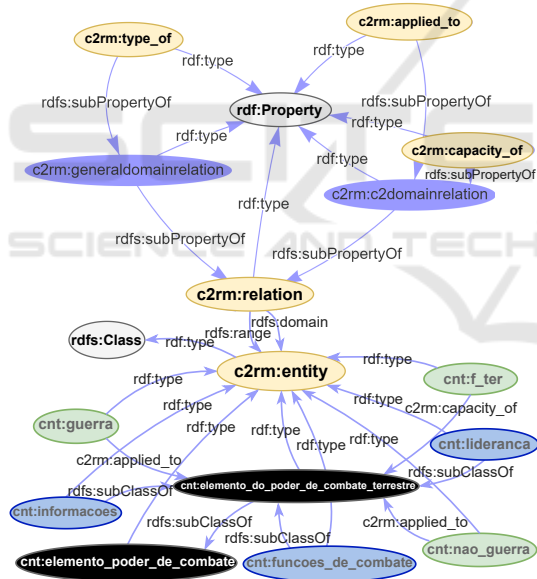 c2rm:applied_to
c2rm:type_of
rdf:type
rdf:type
rdfs:subPropertyOf
rdfs:subPropertyOf
rdf:Property
rdf:type
rdf:type
c2rm:capacity_of
c2rm:generaldomainrelation
rdf:type
rdfs:subPropertyOf
c2rm:c2domainrelation
rdf:type
SCIENCE AND TECH
rdfs:subPropertyOf
rdfs:subPropertyOf
c2rm:relation
rdfs:domain
rdfs:range
rdfs:Class
rdf:type
c2rm:entity
rdf:type
cnt:f_ter
rdf:type
rdf:type
c2rm:capacity_of
cnt:guerra
rdf:type
rdf:type
cnt:lideranca
rdf:type
rdf:type
c2rm:applied_to
rdfs:subClassOf
rdfs:subClassOf
cnt:elemento_do_poder_de_combate_terrestre
cnt:informacoes
rdfs:subClassOf
rdfs:subClassOf
c2rm:applied_to
cnt:elemento_poder_de_combate
cnt:funcoes_de_combate
cnt:nao_guerra